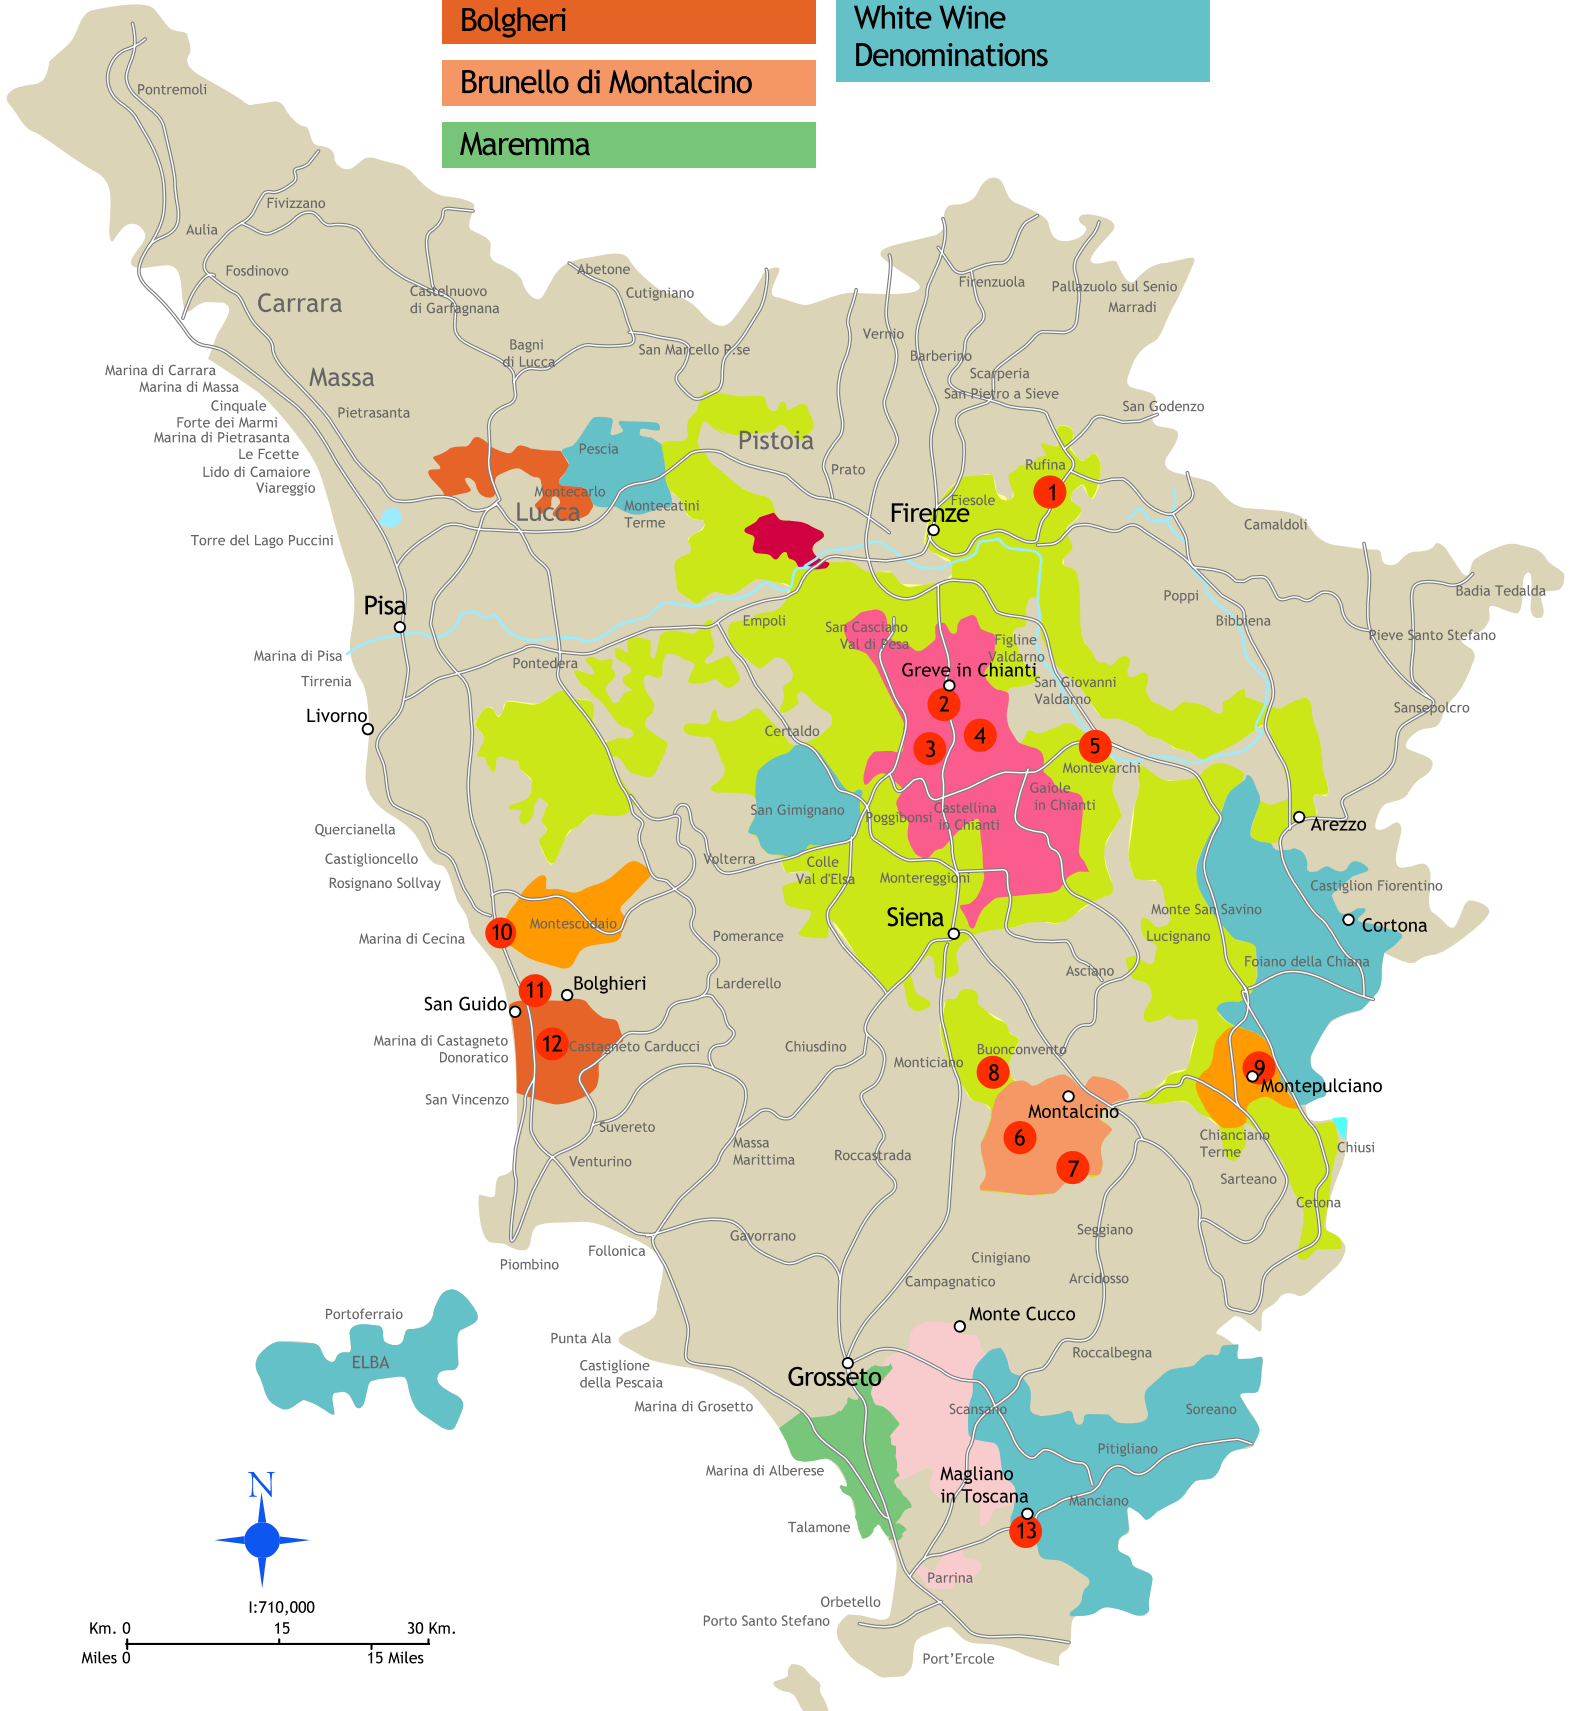 Bolgheri
White Wine
Denominations
Brunello di Montalcino
Maremma
Pontremoli
Fivizzano
Aulia
Fosdinovo
Carrara
Castelnuovo
di Garfagnana
Abetone
Cutigniano
Firenzuola
Pallazuolo sul Senio
Marradi
Vernio
Bagni
di Lucca
San Marcello P.se
Barberino
Scarperia
San Pietro a Sieve
Marina di Carrara
Marina di Massa
Massa
Cinquale
Forte dei Marmi
Marina di Pietrasanta
Le Fcette
Lido di Camaiore
Viareggio
Pietrasanta
San Godenzo
Pescia
Pistoia
Prato
Rufina
1
Montecarlo
Lucca
Montecatini
Terme
Fiesole
Firenze
Camaldoli
Torre del Lago Puccini
Pisa
Poppi
Badia Tedalda
Bibbiena
Pieve Santo Stefano
Empoli
San Casciano
Val di Pesa
Figline
Valdarno
Marina di Pisa
Pontedera
Tirrenia
Greve in Chianti
San Giovanni
Valdarno
Livorno
2
Sansepolcro
Certaldo
3
4
5
Montevarchi
San Gimignano
Poggibonsi
Castellina
in Chianti
Gaiole
in Chianti
Arezzo
Quercianella
Castiglioncello
Rosignano Sollvay
Volterra
Colle
Val d'Elsa
Montereggioni
Castiglion Fiorentino
Monte San Savino
Siena
Cortona
Montescudaio
10
Marina di Cecina
Pomerance
Lucignano
Foiano della Chiana
Asciano
Larderello
Bolghieri
11
San Guido
12
Marina di Castagneto
Donoratico
Castagneto Carducci
Chiusdino
Monticiano
Buonconvento
8
9
Montepulciano
San Vincenzo
Montalcino
Suvereto
6
7
Massa
Marittima
Roccastrada
Chianciano
Terme
Chiusi
Venturino
Sarteano
Cetona
Gavorrano
Seggiano
Follonica
Piombino
Cinigiano
Campagnatico
Arcidosso
Portoferraio
Monte Cucco
Punta Ala
ELBA
Castiglione
della Pescaia
Grosseto
Roccalbegna
Marina di Grosetto
Scansano
Soreano
Pitigliano
Marina di Alberese
Magliano
in Toscana
Manciano
Talamone
13
N
Parrina
Orbetello
Porto Santo Stefano
Port'Ercole
I:710,000
Km. 0
15
30 Km.
Miles 0
15 Miles